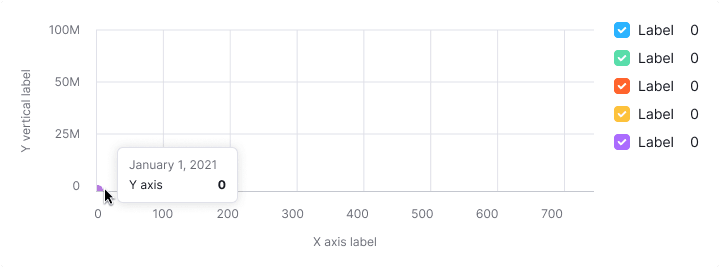 100M
50M
25M
0
Y vertical label
January 1, 2021
Y axis 0
0 100 200 300 400 500 600 700
X axis label
Label 0
Label 0
Label 0
Label 0
Label 0